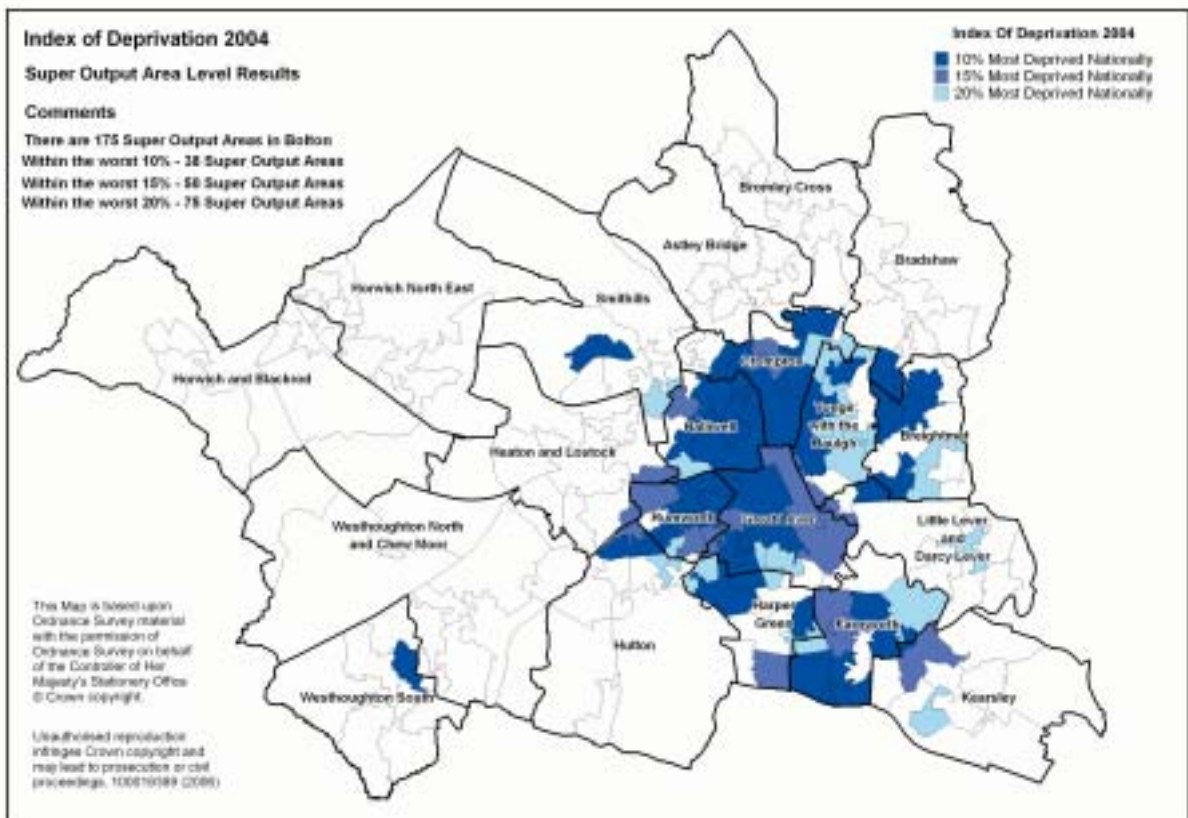 Index of Deprivation 2004
Super Output Area Level Results
Comments
There are 175 Super Output Areas in Bolton
Within the worst 10% - 38 Super Output Areas
Within the worst 15% - 58 Super Output Areas
Within the worst 20% - 75 Super Output Areas
Index Of Deprivation 2004
10% Most Deprived Nationally
15% Most Deprived Nationally
20% Most Deprived Nationally
Bromley Cross
Astley Bridge
Bradshaw
Horwich North East
Smithills
Horwich and Blackrod
Crompton
Halliwell
Tonge
with the
Haulgh
Breightmet
Heaton and Lostock
Rumworth
Great Lever
Westhoughton North
and Chew Moor
Little Lever
and
Darcy Lever
Harper
Green
Farnworth
Hulton
Westhoughton South
Kearsley
This Map is based upon
Ordnance Survey material
with the permission of
Ordnance Survey on behalf
of the Controller of Her
Majesty's Stationery Office
© Crown copyright.
Unauthorised reproduction
infringes Crown copyright and
may lead to prosecution or civil
proceedings. (2006)